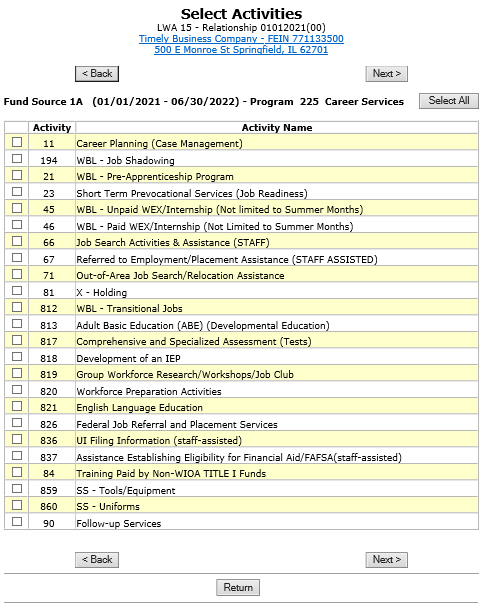 Select Activities
LWA 15 - Relationship 01012021(00)
Timely Business Company - FEIN 771133500
500 E Monroe St Springfield, IL 62701
< Back Next >
Fund Source 1A (01/01/2021 - 06/30/2022) - Program 225 Career Services Select All
Activity Activity Name
11 Career Planning (Case Management)
194 WBL - Job Shadowing
21 WBL - Pre-Apprenticeship Program
23 Short Term Prevocational Services (Job Readiness)
45 WBL - Unpaid WEX/Internship (Not limited to Summer Months)
46 WBL - Paid WEX/Internship (Not Limited to Summer Months)
66 Job Search Activities & Assistance (STAFF)
67 Referred to Employment/Placement Assistance (STAFF ASSISTED)
71 Out-of-Area Job Search/Relocation Assistance
81 X - Holding
812 WBL - Transitional Jobs
813 Adult Basic Education (ABE) (Developmental Education)
817 Comprehensive and Specialized Assessment (Tests)
818 Development of an IEP
819 Group Workforce Research/Workshops/Job Club
820 Workforce Preparation Activities
821 English Language Education
826 Federal Job Referral and Placement Services
836 UI Filing Information (staff-assisted)
837 Assistance Establishing Eligibility for Financial Aid/FAFSA(staff-assisted)
84 Training Paid by Non-WIOA TITLE I Funds
859 SS - Tools/Equipment
860 SS - Uniforms
90 Follow-up Services
< Back Next >
Return